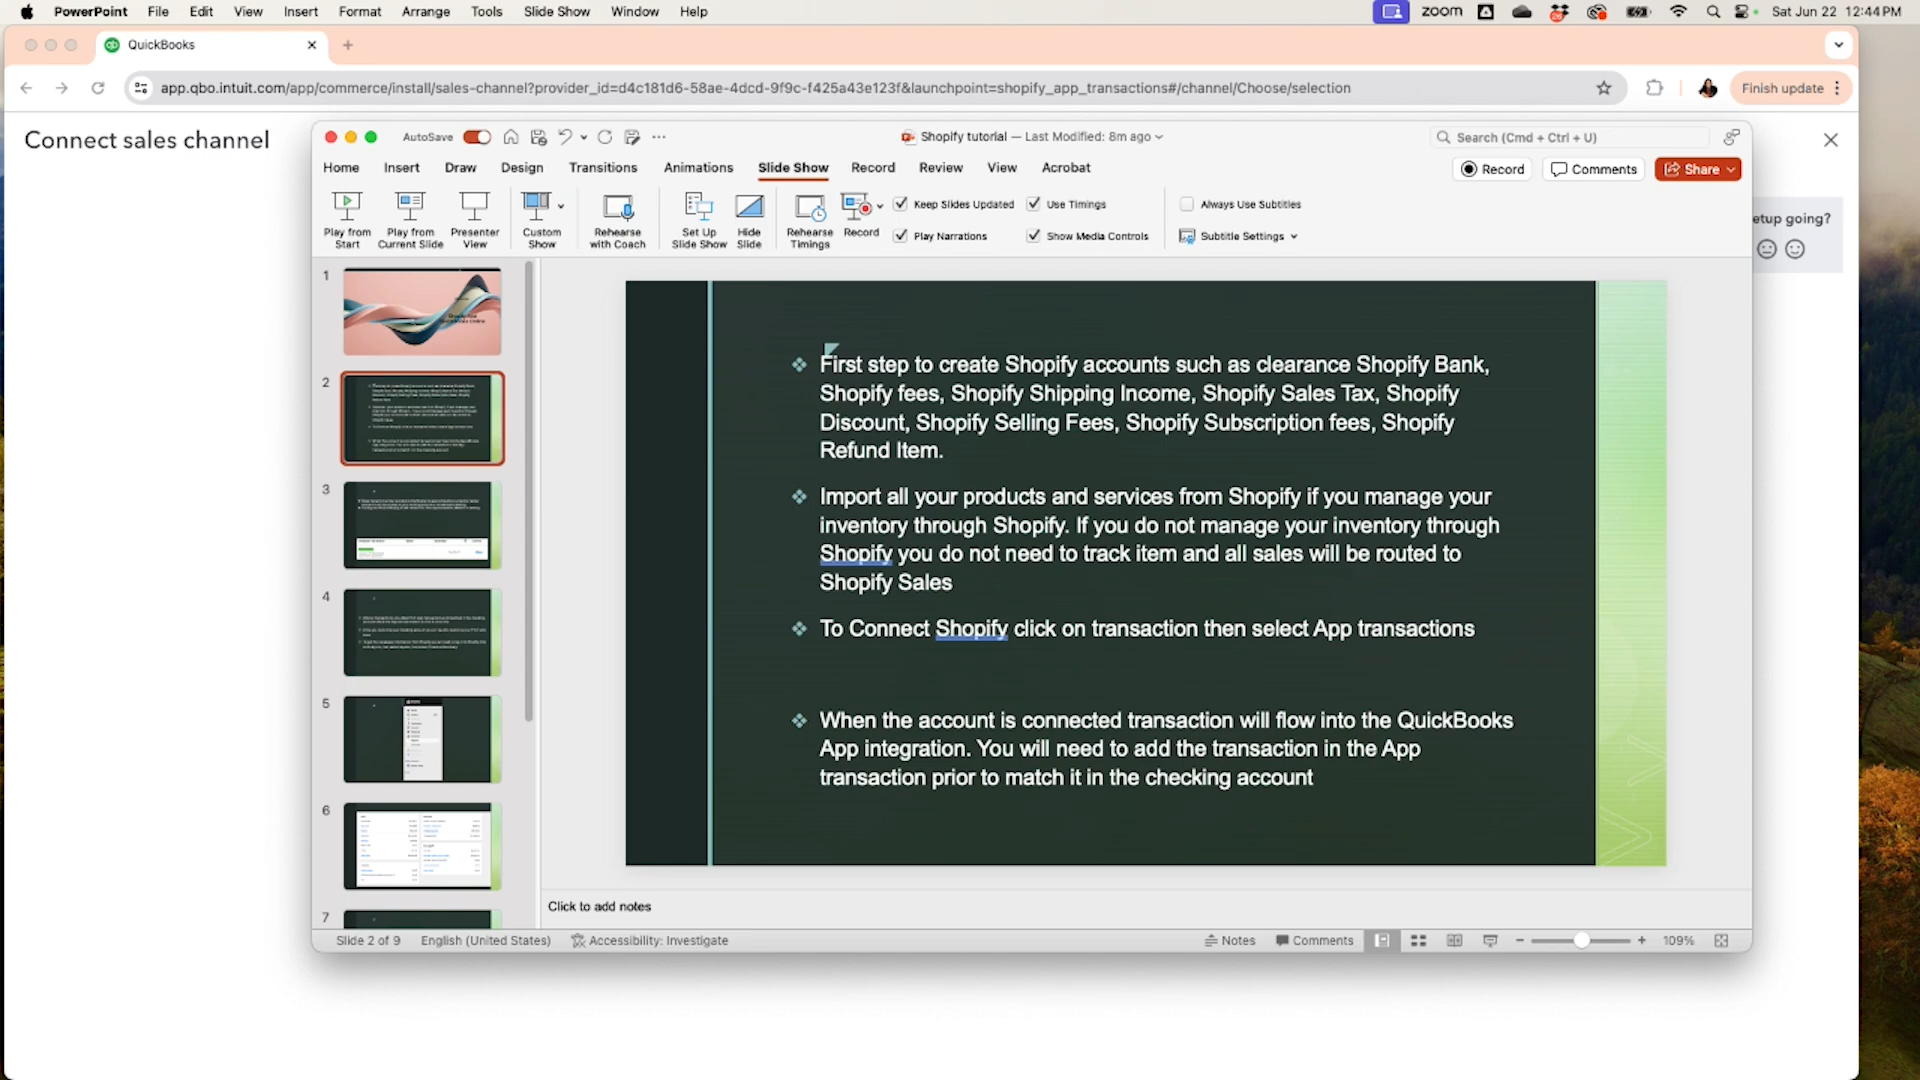 PowerPoint File Edit View Insert Format Arrange Tools Slide Show Window Help
zoom Sat Jun 22 12:44 PM
QuickBooks
app.qbo.intuit.com/app/commerce/install/sales-channel?provider_id=d4c181d6-58ae-4dcd-9f9c-f425a43e123f&launchpoint=shopify_app_transactions#/channel/Choose/selection
Finish update
Connect sales channel
AutoSave
Shopify tutorial — Last Modified: 8m ago
Search (Cmd + Ctrl + U)
Home Insert Draw Design Transitions Animations Slide Show Record Review View Acrobat
Record Comments Share
Play from Start
Play from Current Slide
Presenter View
Custom Show
Rehearse with Coach
Set Up Slide Show
Hide Slide
Rehearse Timings
Record
Keep Slides Updated
Use Timings
Play Narrations
Show Media Controls
Always Use Subtitles
Subtitle Settings
etup going?
1
2
3
4
5
6
7
First step to create Shopify accounts such as clearance Shopify Bank,
Shopify fees, Shopify Shipping Income, Shopify Sales Tax, Shopify
Discount, Shopify Selling Fees, Shopify Subscription fees, Shopify
Refund Item.
Import all your products and services from Shopify if you manage your
inventory through Shopify. If you do not manage your inventory through
Shopify you do not need to track item and all sales will be routed to
Shopify Sales
To Connect Shopify click on transaction then select App transactions
When the account is connected transaction will flow into the QuickBooks
App integration. You will need to add the transaction in the App
transaction prior to match it in the checking account
Click to add notes
Slide 2 of 9 English (United States) Accessibility: Investigate
Notes Comments 109%